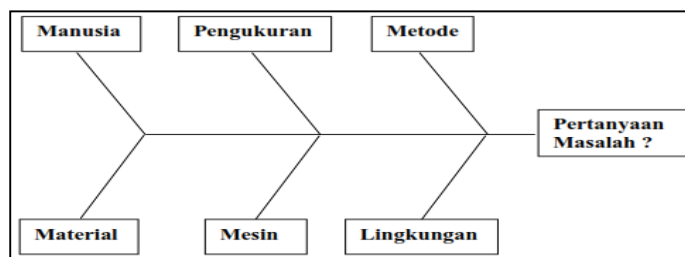 Manusia
Pengukuran
Metode
Pertanyaan
Masalah ?
Material
Mesin
Lingkungan